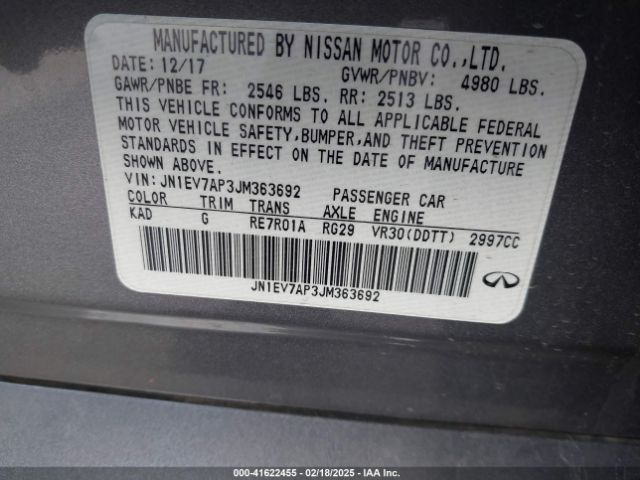 MANUFACTURED BY NISSAN MOTOR CO.,LTD.
DATE: 12/17 GVWR/PNBV: 4980 LBS.
GAWR/PNBE FR: 2546 LBS. RR: 2513 LBS.
THIS VEHICLE CONFORMS TO ALL APPLICABLE FEDERAL
MOTOR VEHICLE SAFETY,BUMPER,AND THEFT PREVENTION
STANDARDS IN EFFECT ON THE DATE OF MANUFACTURE
SHOWN ABOVE.
VIN: JN1EV7AP3JM363692 PASSENGER CAR
COLOR TRIM TRANS AXLE ENGINE
KAD G RE7R01A RG29 VR30(DDTT) 2997CC
JN1EV7AP3JM363692
000-41622455 - 02/18/2025 - IAA Inc.